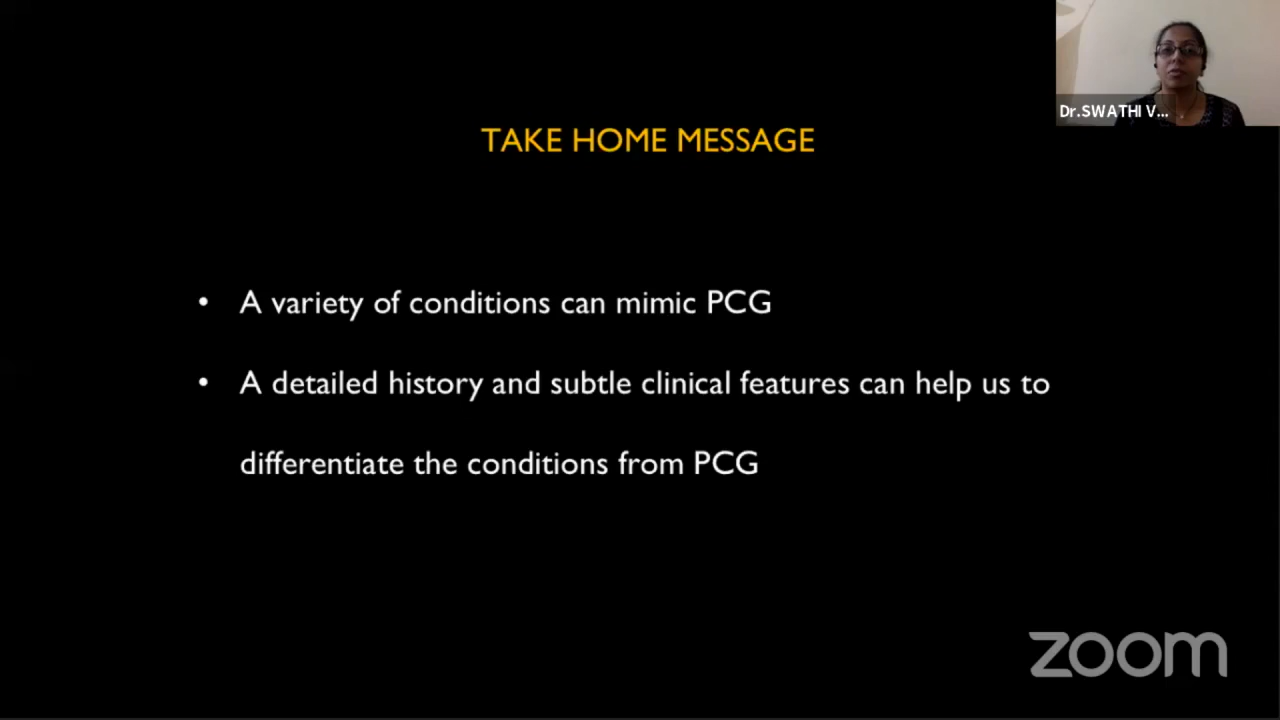 Dr.SWATHI V...
TAKE HOME MESSAGE
• A variety of conditions can mimic PCG
• A detailed history and subtle clinical features can help us to
differentiate the conditions from PCG
zoom